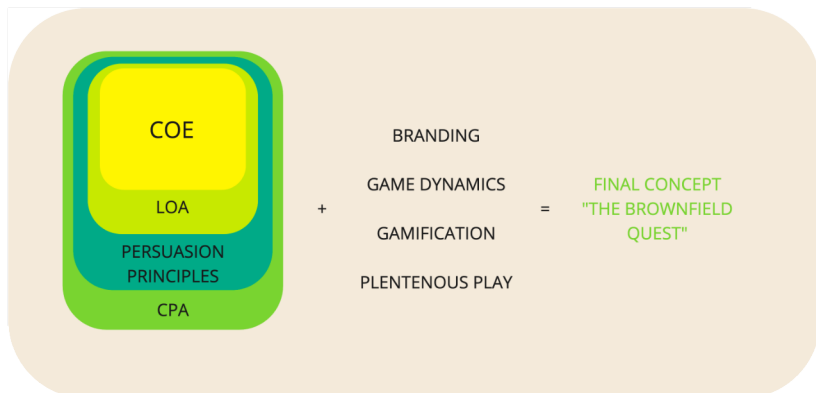 COE
LOA
PERSUASION
PRINCIPLES
CPA
+
BRANDING
GAME DYNAMICS
GAMIFICATION
PLENTENOUS PLAY
=
FINAL CONCEPT
"THE BROWNFIELD
QUEST"